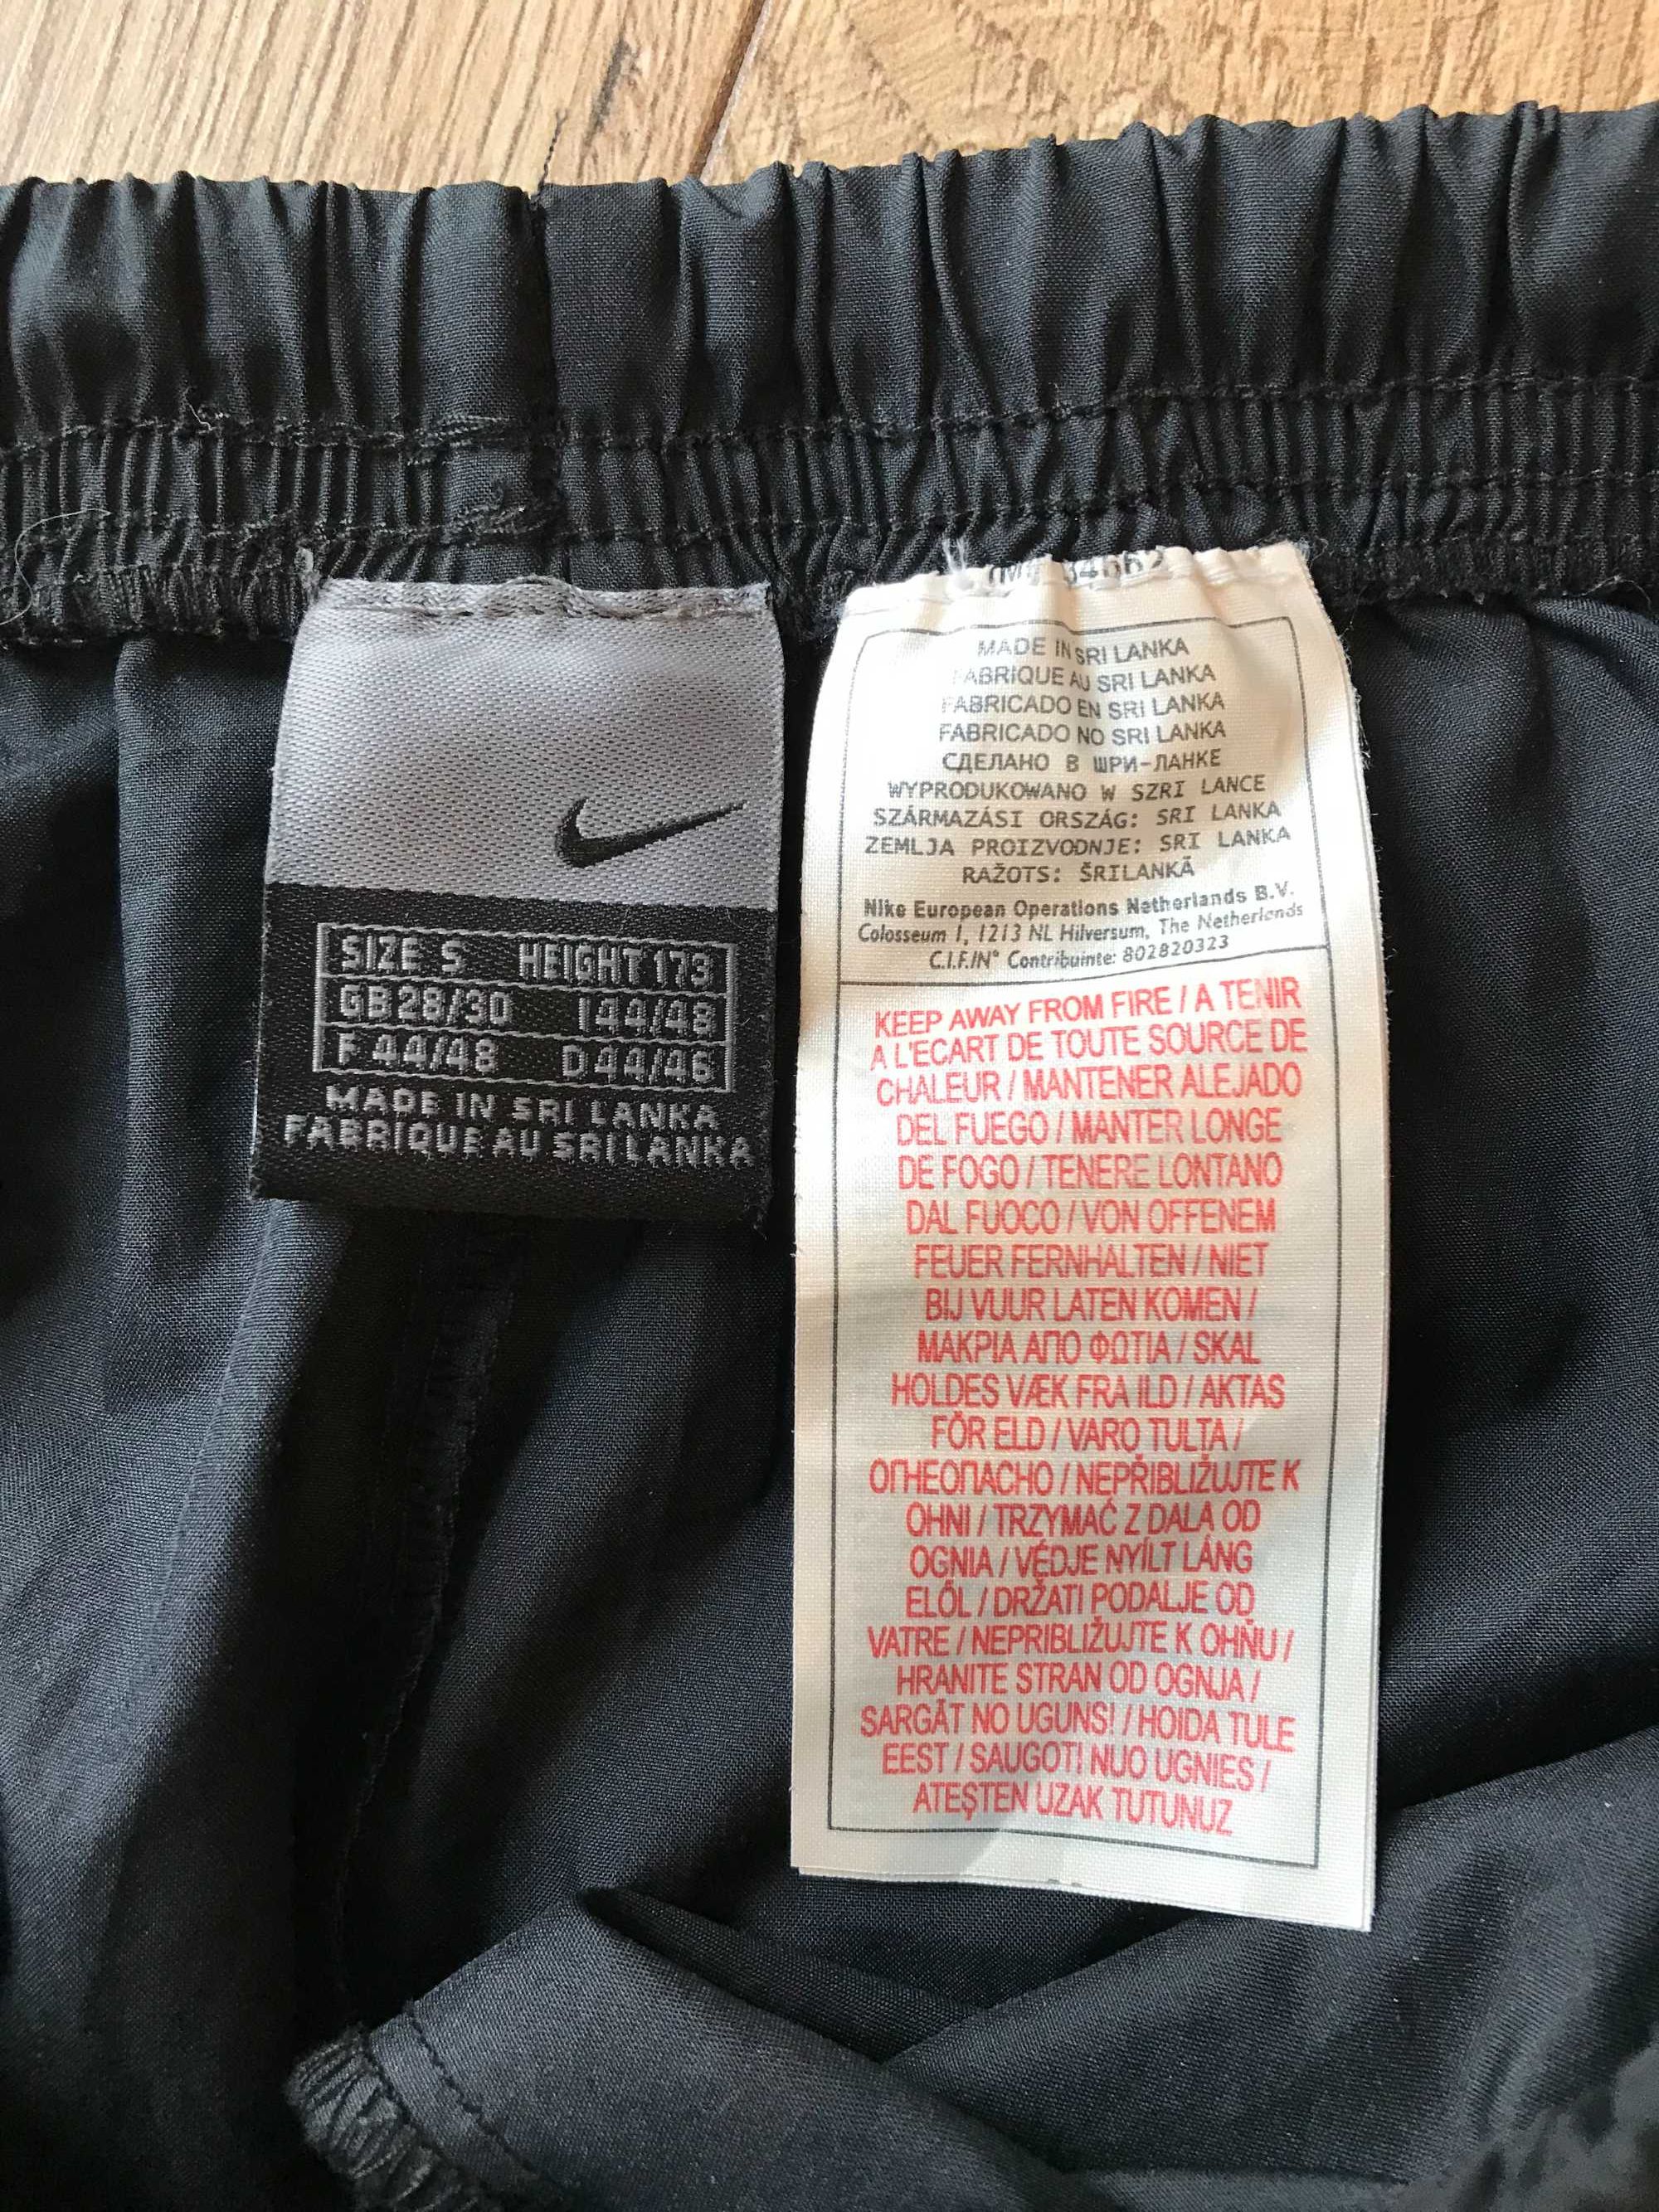 SIZE S HEIGHT 173
GB 28/30 I 44/48
F 44/48 D 44/46
MADE IN SRI LANKA
FABRIQUE AU SRI LANKA
MADE IN SRI LANKA
FABRIQUE AU SRI LANKA
FABRICADO EN SRI LANKA
FABRICADO NO SRI LANKA
СДЕЛАНО В ШРИ-ЛАНКЕ
WYPRODUKOWANO W SZRI LANCE
SZÁRMAZÁSI ORSZÁG: SRI LANKA
ZEMLJA PROIZVODNJE: SRI LANKA
RAŽOTS: ŠRILANKĀ
Nike European Operations Netherlands B.V.
Colosseum 1, 1213 NL Hilversum, The Netherlands
C.I.F./N° Contribuinte: 802820323
KEEP AWAY FROM FIRE / A TENIR
A L'ECART DE TOUTE SOURCE DE
CHALEUR / MANTENER ALEJADO
DEL FUEGO / MANTER LONGE
DE FOGO / TENERE LONTANO
DAL FUOCO / VON OFFENEM
FEUER FERNHALTEN / NIET
BIJ VUUR LATEN KOMEN /
ΜΑΚΡΙΑ ΑΠΟ ΦΩΤΙΑ / SKAL
HOLDES VÆK FRA ILD / AKTAS
FÖR ELD / VARO TULTA /
ОГНЕОПАСНО / NEPŘIBLIŽUJTE K
OHNI / TRZYMAĆ Z DALA OD
OGNIA / VÉDJE NYÍLT LÁNG
ELŐL / DRŽATI PODALJE OD
VATRE / NEPRIBLIŽUJTE K OHŇU /
HRANITE STRAN OD OGNJA /
SARGĀT NO UGUNS! / HOIDA TULE
EEST / SAUGOTI NUO UGNIES /
ATEŞTEN UZAK TUTUNUZ